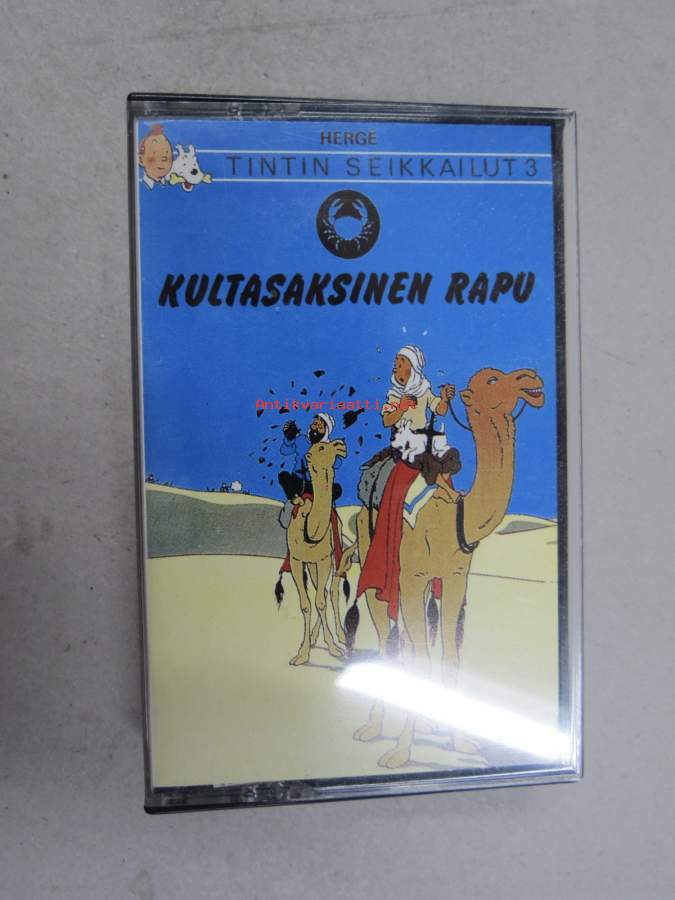 HERGE
TINTIN SEIKKAILUT 3
KULTASAKSINEN RAPU
Antikvariaatti.net